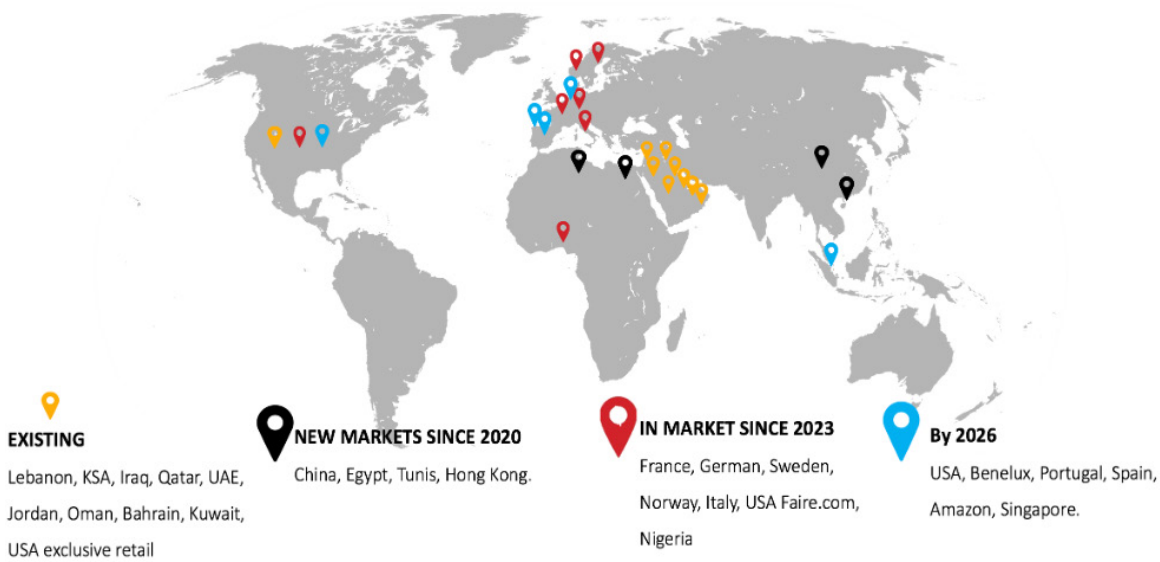 EXISTING
Lebanon, KSA, Iraq, Qatar, UAE,
Jordan, Oman, Bahrain, Kuwait,
USA exclusive retail
NEW MARKETS SINCE 2020
China, Egypt, Tunis, Hong Kong.
IN MARKET SINCE 2023
France, German, Sweden,
Norway, Italy, USA Faire.com,
Nigeria
By 2026
USA, Benelux, Portugal, Spain,
Amazon, Singapore.